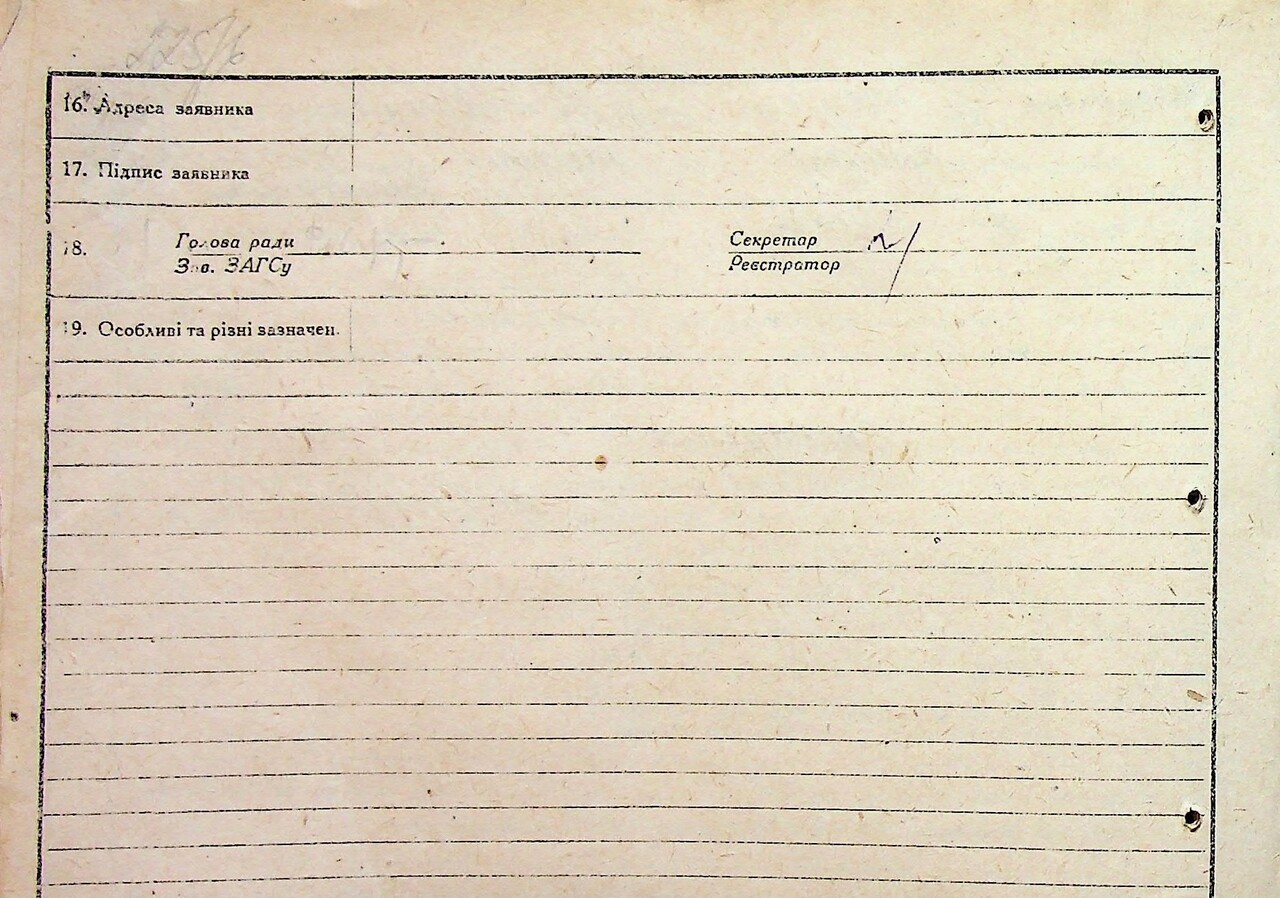 225/6
16. Адреса заявника
17. Підпис заявника
18. Голова ради Секретар
Зав. ЗАГСу Реєстратор
19. Особливі та різні зазначен.